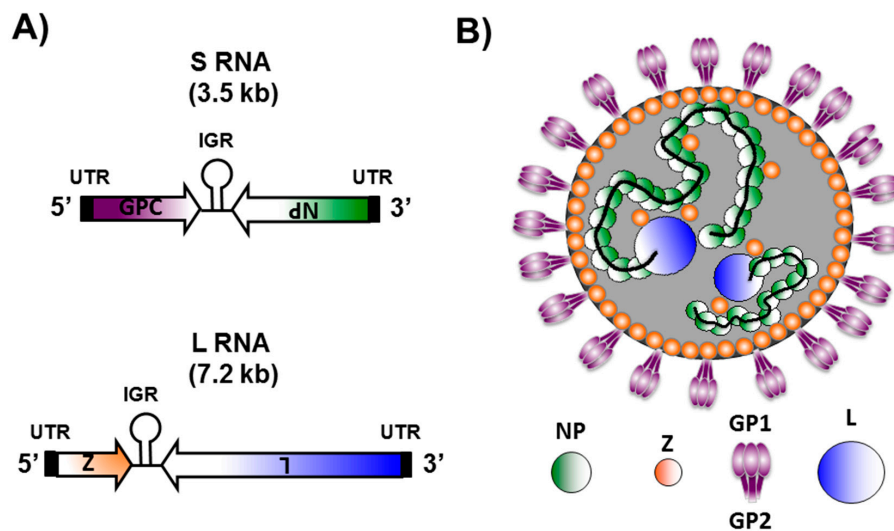 A)
S RNA
(3.5 kb)
IGR
UTR
UTR
5’
GPC
NP
3’
L RNA
(7.2 kb)
IGR
UTR
UTR
5’
Z
L
3’
B)
NP
Z
GP1
L
GP2